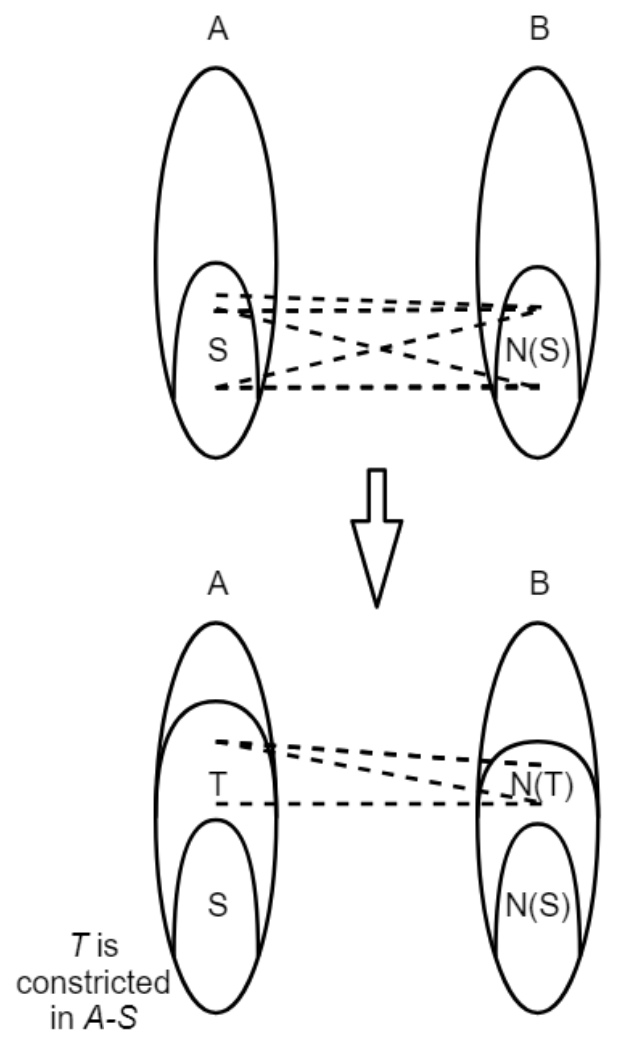 A B
S N(S)
A B
T N(T)
S N(S)
T is
constricted
in A-S